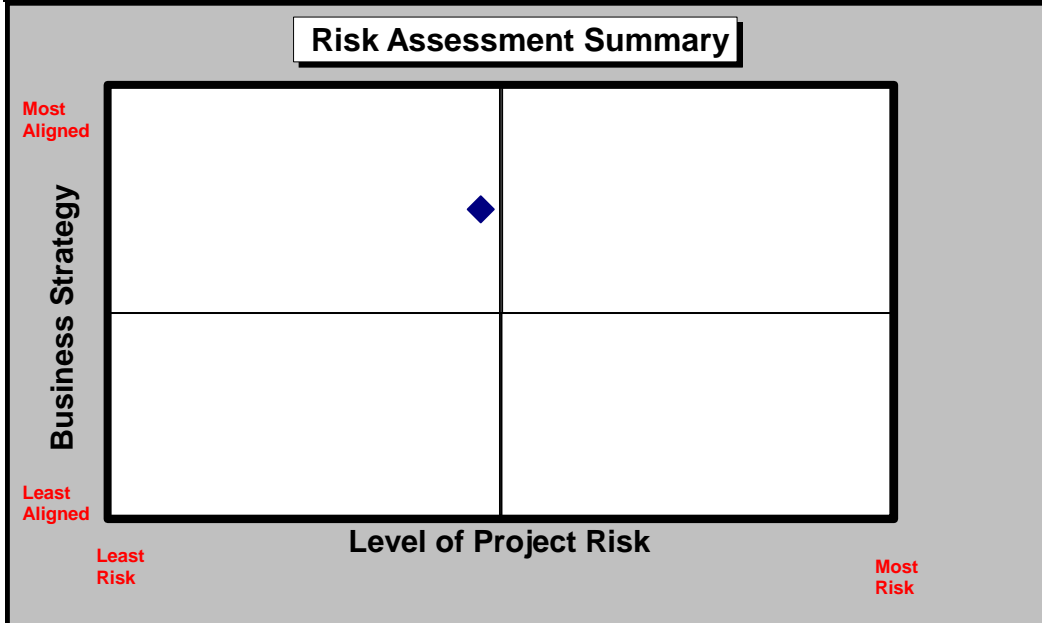 Risk Assessment Summary
Most
Aligned
Business Strategy
Least
Aligned
Level of Project Risk
Least
Risk
Most
Risk